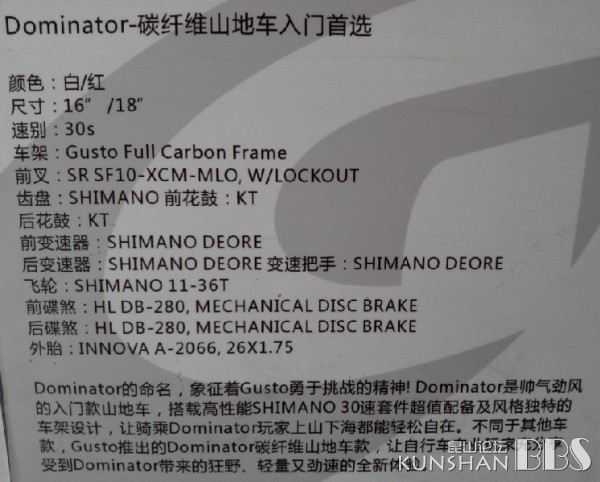 Dominator-碳纤维山地车入门首选
颜色：白/红
尺寸：16" /18"
速别：30s
车架：Gusto Full Carbon Frame
前叉：SR SF10-XCM-MLO, W/LOCKOUT
齿盘：SHIMANO 前花鼓：KT
后花鼓：KT
前变速器：SHIMANO DEORE
后变速器：SHIMANO DEORE 变速把手：SHIMANO DEORE
飞轮：SHIMANO 11-36T
前碟煞：HL DB-280, MECHANICAL DISC BRAKE
后碟煞：HL DB-280, MECHANICAL DISC BRAKE
外胎：INNOVA A-2066, 26X1.75
Dominator的命名，象征着Gusto勇于挑战的精神! Dominator是帅气劲风
的入门款山地车，搭载高性能SHIMANO 30速套件超值配备及风格独特的
车架设计，让骑乘Dominator玩家上山下海都能轻松自在。不同于其他车
款，Gusto推出的Dominator碳纤维山地车款，让自行车
受到Dominator带来的狂野、轻量又劲速的全新体验。
昆山论坛
KUNSHAN BBS